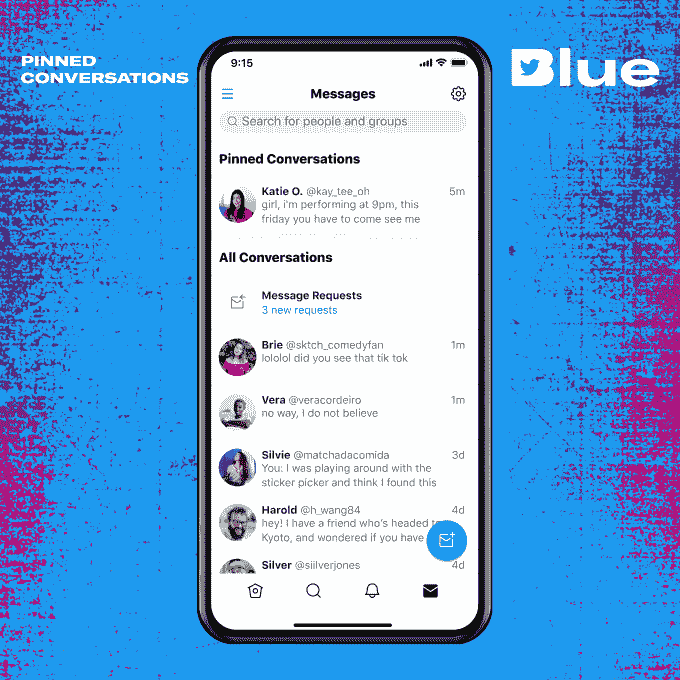 PINNED
CONVERSATIONS
Blue
9:15
Messages
Search for people and groups
Pinned Conversations
Katie O. @kay_tee_oh 5m
girl, i'm performing at 9pm, this
friday you have to come see me
All Conversations
Message Requests
3 new requests
Brie @sktch_comedyfan 1m
lololol did you see that tik tok
Vera @veracordeiro 1m
no way, I do not believe
Silvie @matchadacomida 3d
You: I was playing around with the
sticker picker and think I found this
Harold @h_wang84 4d
hey! I have a friend who's headed
Kyoto, and wondered if you have
Silver @siilverjones 4d